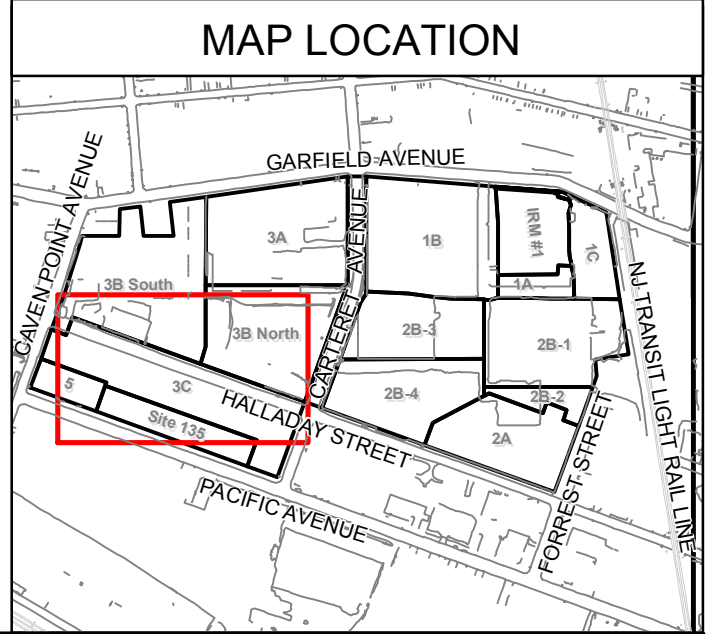 MAP LOCATION
GARFIELD AVENUE
CAVEN POINT AVENUE
CARTERET AVENUE
3A
1B
IRM #1
1C
1A
3B South
3B North
2B-3
2B-1
NJ TRANSIT LIGHT RAIL LINE
5
3C
Site 135
HALLADAY STREET
2B-4
2B-2
2A
FORREST STREET
PACIFIC AVENUE